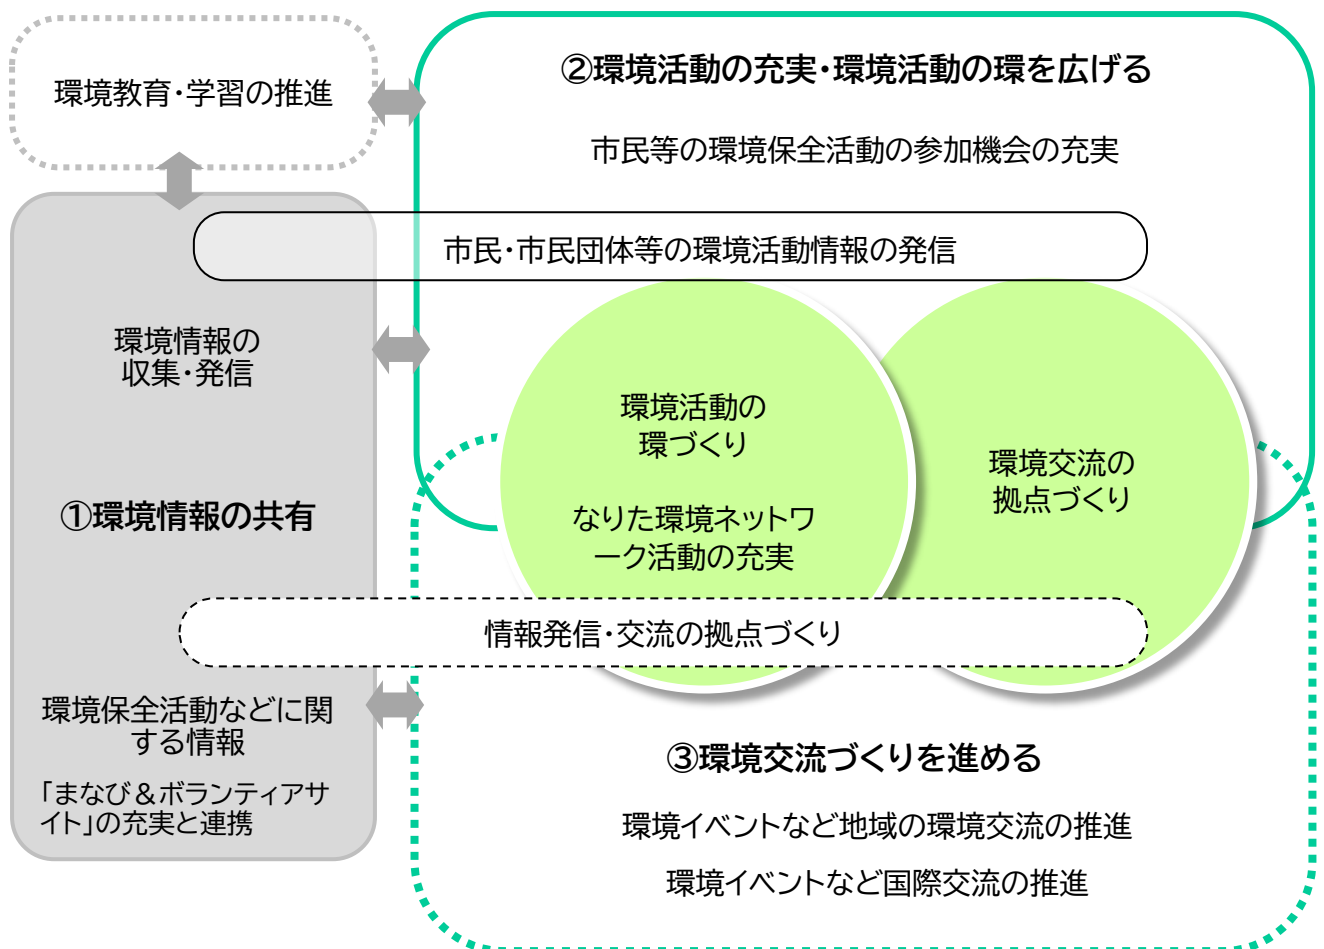 環境教育・学習の推進
②環境活動の充実・環境活動の環を広げる
市民等の環境保全活動の参加機会の充実
市民・市民団体等の環境活動情報の発信
環境情報の
収集・発信
環境活動の
環づくり
なりた環境ネットワ
ーク活動の充実
環境交流の
拠点づくり
①環境情報の共有
情報発信・交流の拠点づくり
環境保全活動などに関
する情報
「まなび＆ボランティアサ
イト」の充実と連携
③環境交流づくりを進める
環境イベントなど地域の環境交流の推進
環境イベントなど国際交流の推進